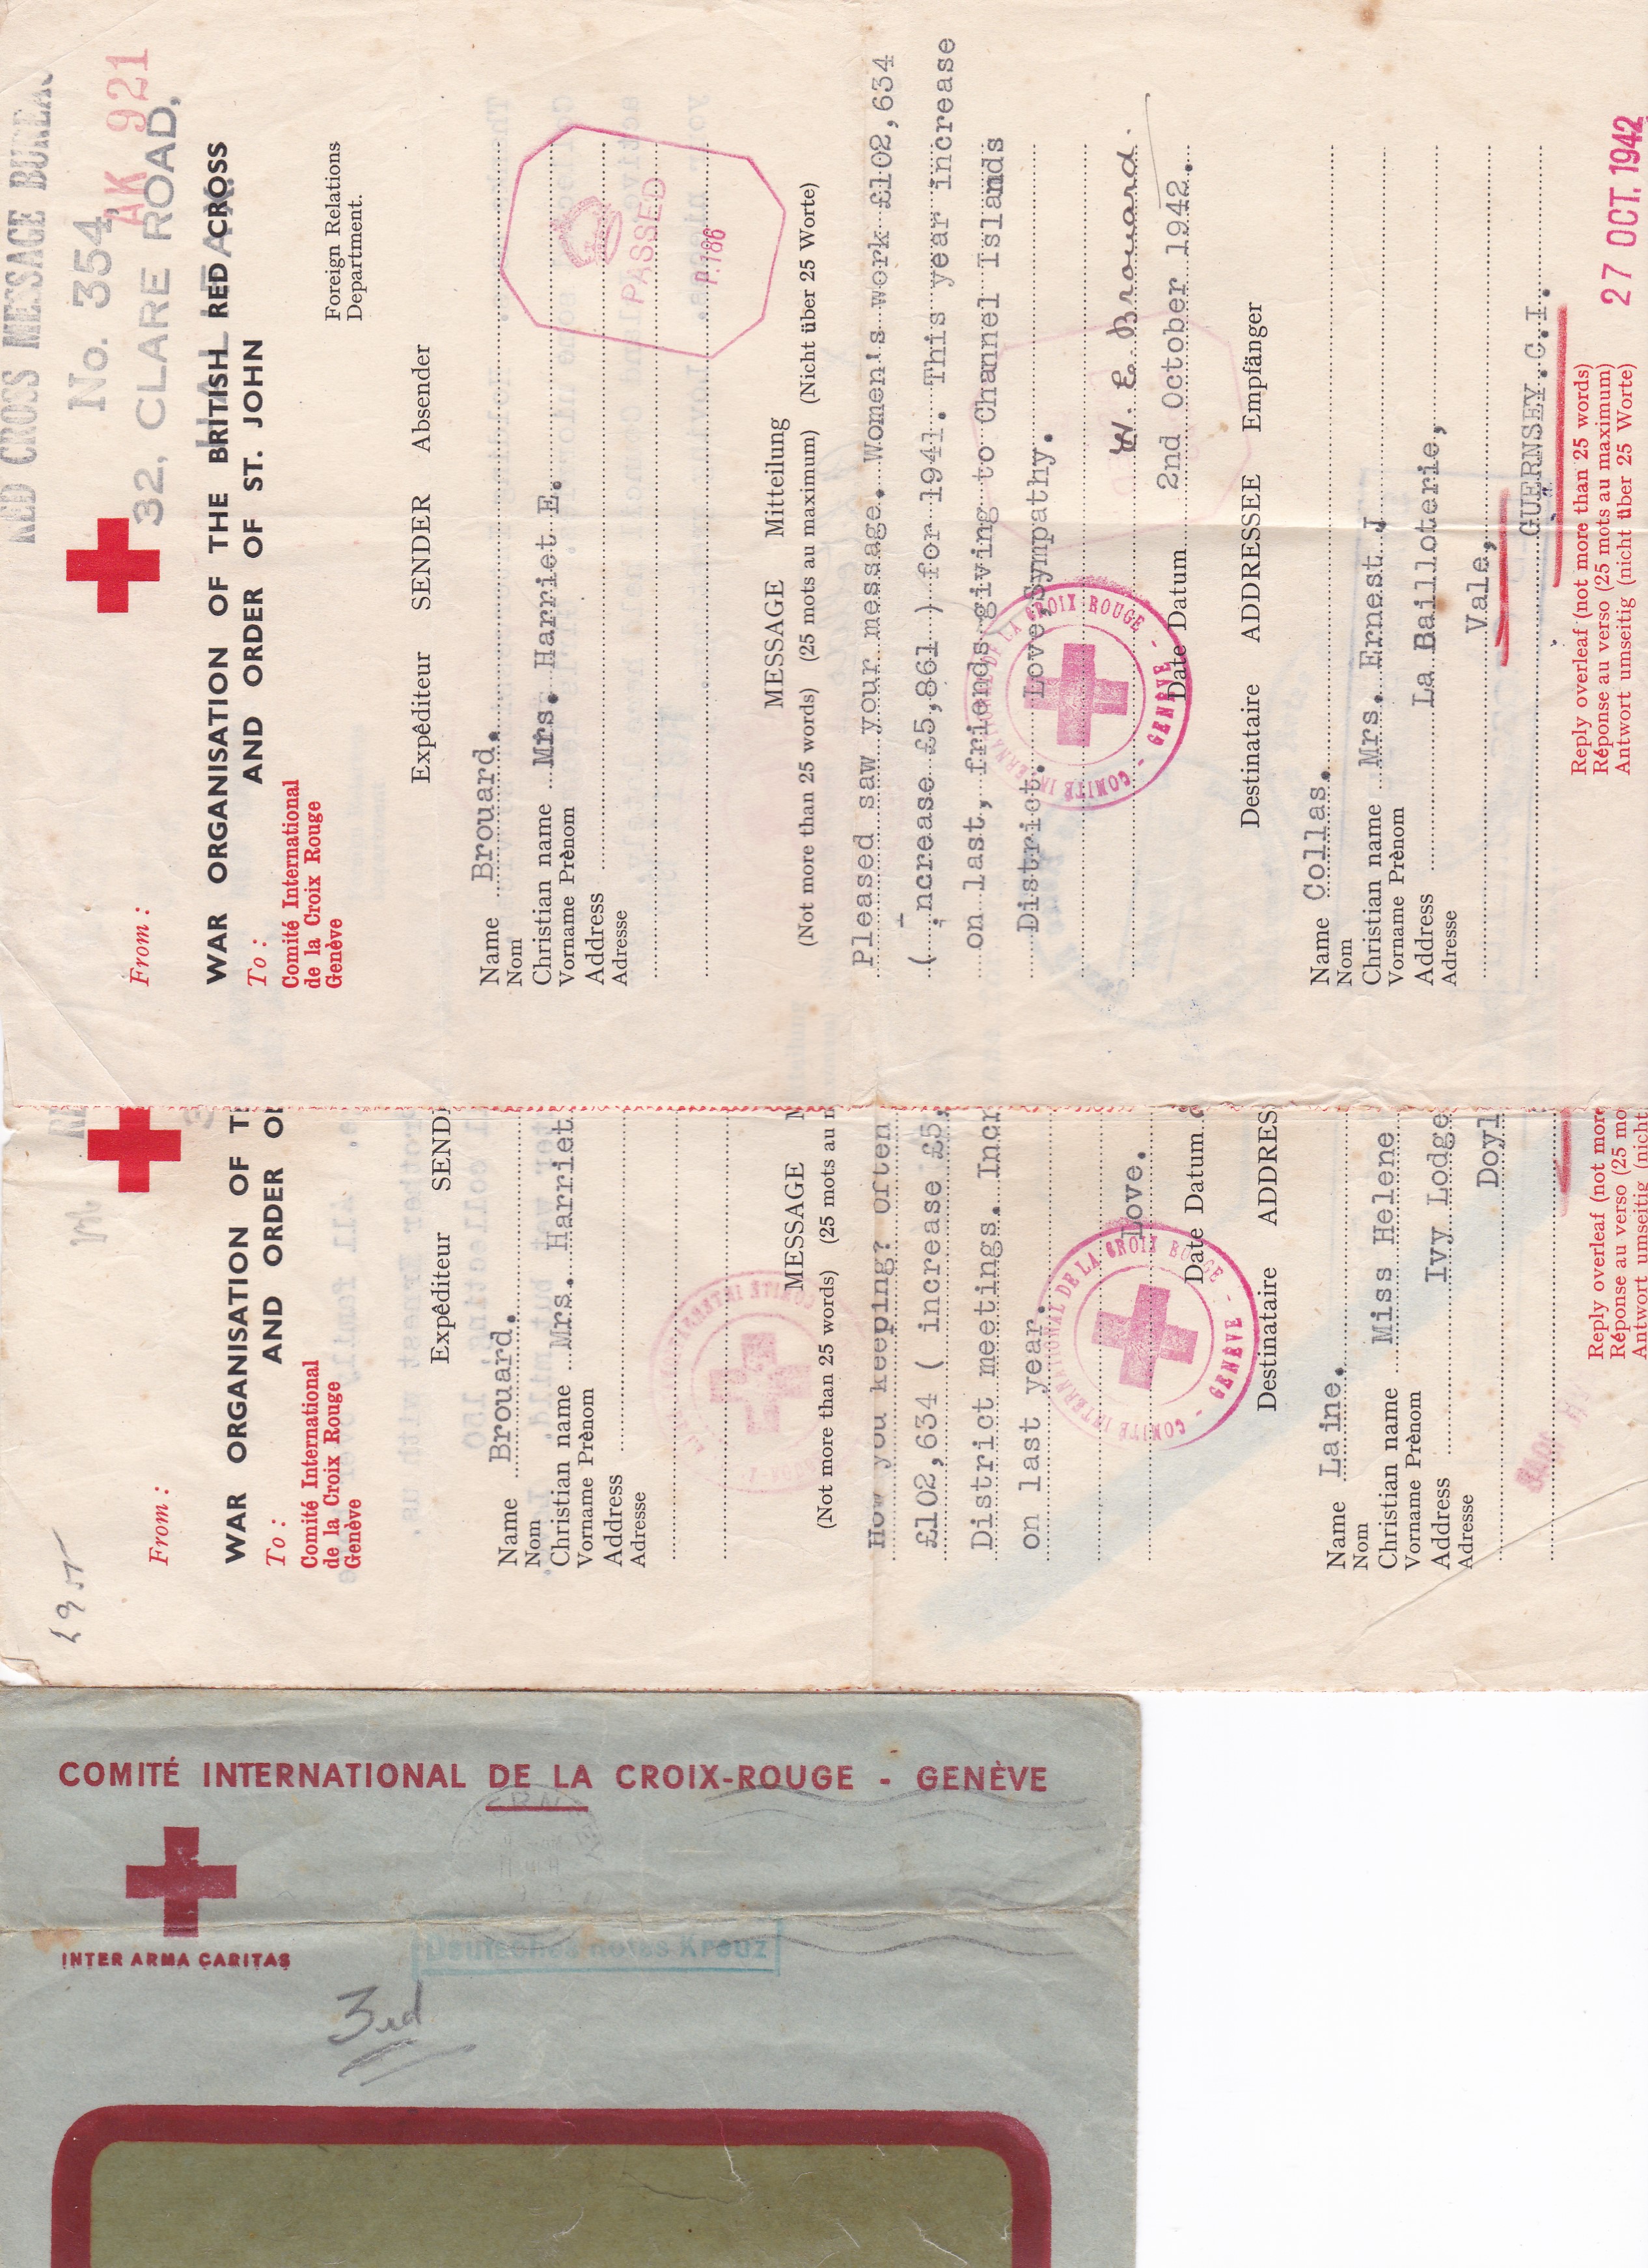 RED CROSS MESSAGE BUREAU
No. 354,
AK 921
32, CLARE ROAD,
From :
WAR ORGANISATION OF THE BRITISH RED CROSS
AND ORDER OF ST. JOHN
To :
Comité International
de la Croix Rouge
Genève
Foreign Relations
Department.
Expéditeur SENDER Absender
Name Brouard.
Nom
Christian name Mrs. Harriet E.
Vorname Prènom
Address
Adresse
PASSED
P.186
MESSAGE Mitteilung
(Not more than 25 words) (25 mots au maximum) (Nicht über 25 Worte)
Pleased saw your message. Women's work £102,634
( increase £5,861 ) for 1941. This year increase
on last, friends giving to Channel Islands
District. Love, Sympathy.
H. E. Brouard.
Date Datum 2nd October 1942.
COMITÉ INTERNATIONAL DE LA CROIX ROUGE - GENÈVE -
Destinataire ADDRESSEE Empfänger
Name Collas.
Nom
Christian name Mrs. Ernest J
Vorname Prènom
Address La Bailloterie,
Adresse
Vale,
GUERNSEY.C.I.
27 OCT. 1942
Reply overleaf (not more than 25 words)
Réponse au verso (25 mots au maximum)
Antwort umseitig (nicht über 25 Worte)
From :
WAR ORGANISATION OF T
AND ORDER O
To :
Comité International
de la Croix Rouge
Genève
Expéditeur SEND
Name Brouard.
Nom
Christian name Mrs. Harriet
Vorname Prènom
Address
Adresse
MESSAGE M
(Not more than 25 words) (25 mots au
How you keeping? Often
£102,634 ( increase £5,
District meetings. Incr
on last year.
Love.
Date Datum
COMITÉ INTERNATIONAL DE LA CROIX ROUGE - GENÈVE -
Destinataire ADDRES
Name Laine.
Nom
Christian name Miss Helene
Vorname Prènom
Address Ivy Lodge
Adresse
Doyl
Reply overleaf (not more
Réponse au verso (25 mo
Antwort umseitig (nicht
COMITÉ INTERNATIONAL DE LA CROIX-ROUGE - GENÈVE
INTER ARMA CARITAS
Deutsches Rotes Kreuz
3rd